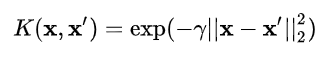 K(x, x′) = exp(−γ||x − x′||₂²)